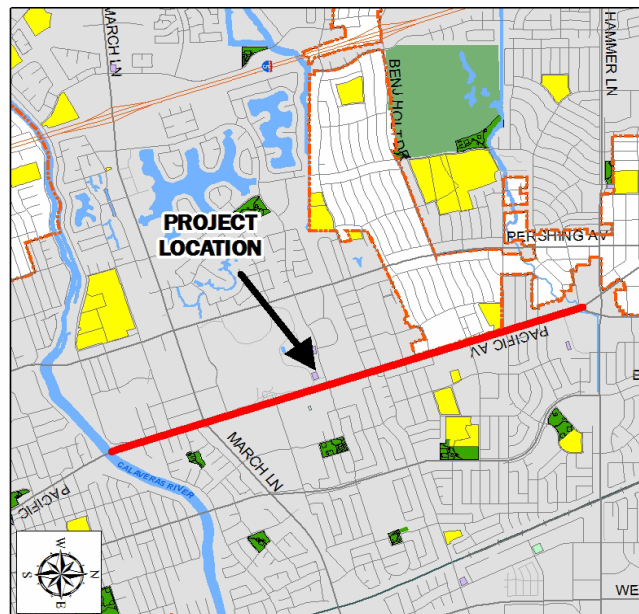 MARCH LN
HAMMER LN
BENJ HOLT DR
5
PROJECT
LOCATION
PERSHING AV
PACIFIC AV
MARCH LN
CALAVERAS RIVER
PACIFIC A
W
S
N
E
E
WE